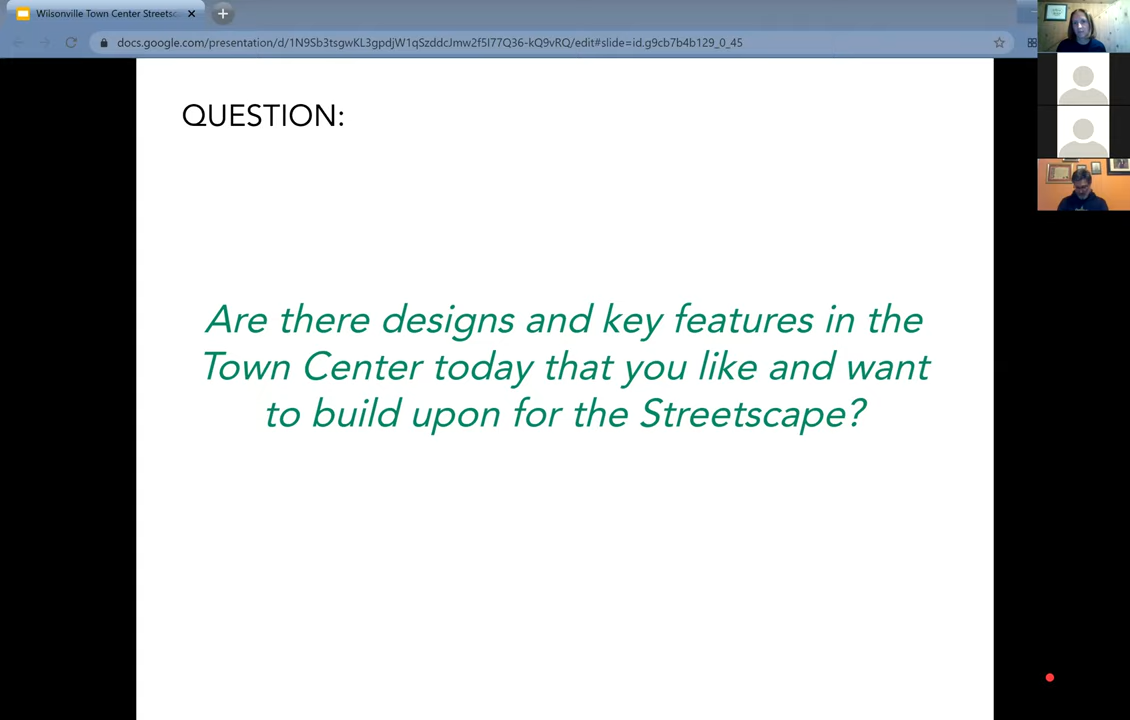 Wilsonville Town Center Streetsc
docs.google.com/presentation/d/1N9Sb3tsgwKL3gpdjW1qSzddcJmw2f5I77Q36-kQ9vRQ/edit#slide=id.g9cb7b4b129_0_45
QUESTION:
Are there designs and key features in the
Town Center today that you like and want
to build upon for the Streetscape?